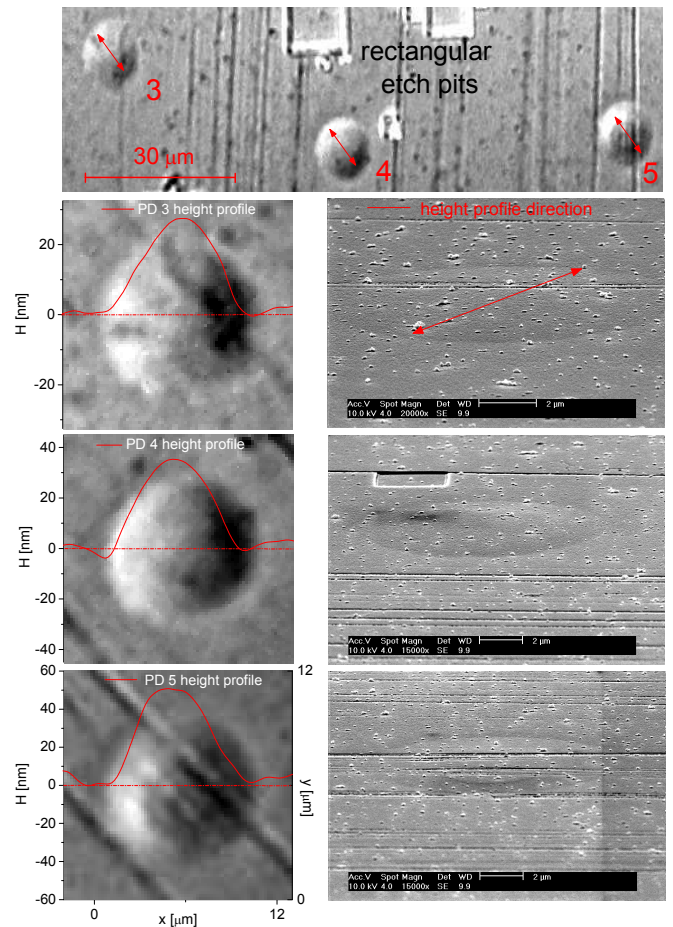 rectangular
etch pits
3
4
5
30 μm
PD 3 height profile
20
0
-20
H [nm]
height profile direction
Acc.V Spot Magn Det WD
10.0 kV 4.0 20000x SE 9.9
2 μm
PD 4 height profile
40
20
0
-20
-40
H [nm]
Acc.V Spot Magn Det WD
10.0 kV 4.0 15000x SE 9.9
2 μm
PD 5 height profile
60
40
20
0
-20
-40
-60
H [nm]
12
0
y [μm]
0
12
x [μm]
Acc.V Spot Magn Det WD
10.0 kV 4.0 15000x SE 9.9
2 μm